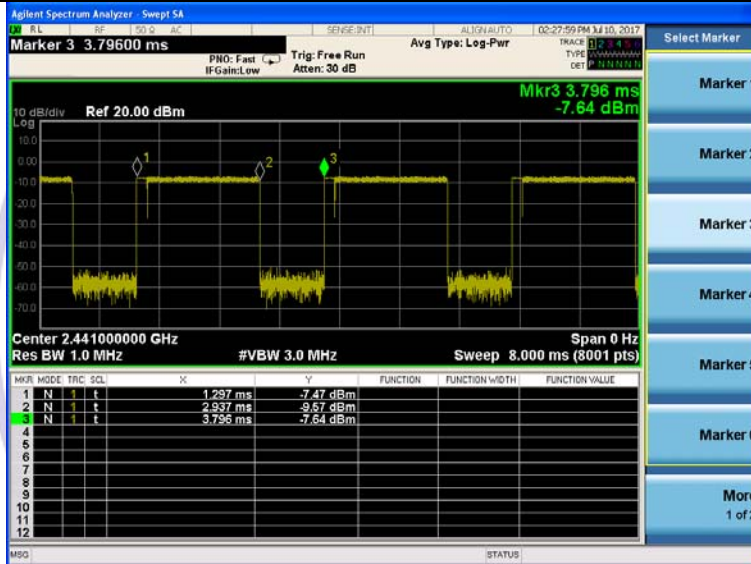 Agilent Spectrum Analyzer - Swept SA
RL RF 50 Ω AC SENSE:INT ALIGNAUTO 02:27:59 PM Jul 10, 2017
Marker 3 3.79600 ms
PNO: Fast
IFGain:Low
Trig: Free Run
Atten: 30 dB
Avg Type: Log-Pwr
TRACE 1 2 3 4 5 6
TYPE
DET P N N N N N
Mkr3 3.796 ms
-7.64 dBm
10 dB/div Ref 20.00 dBm
Log
10.0
0.00
-10.0
-20.0
-30.0
-40.0
-50.0
-60.0
-70.0
1
2
3
Center 2.441000000 GHz Span 0 Hz
Res BW 1.0 MHz #VBW 3.0 MHz Sweep 8.000 ms (8001 pts)
MKR MODE TRC SCL X Y FUNCTION FUNCTION WIDTH FUNCTION VALUE
1 N 1 t 1.297 ms -7.47 dBm
2 N 1 t 2.937 ms -9.57 dBm
3 N 1 t 3.796 ms -7.64 dBm
4
5
6
7
8
9
10
11
12
MSG STATUS
Select Marker
Marker
Marker
Marker
Marker
Marker
Marker
More
1 of